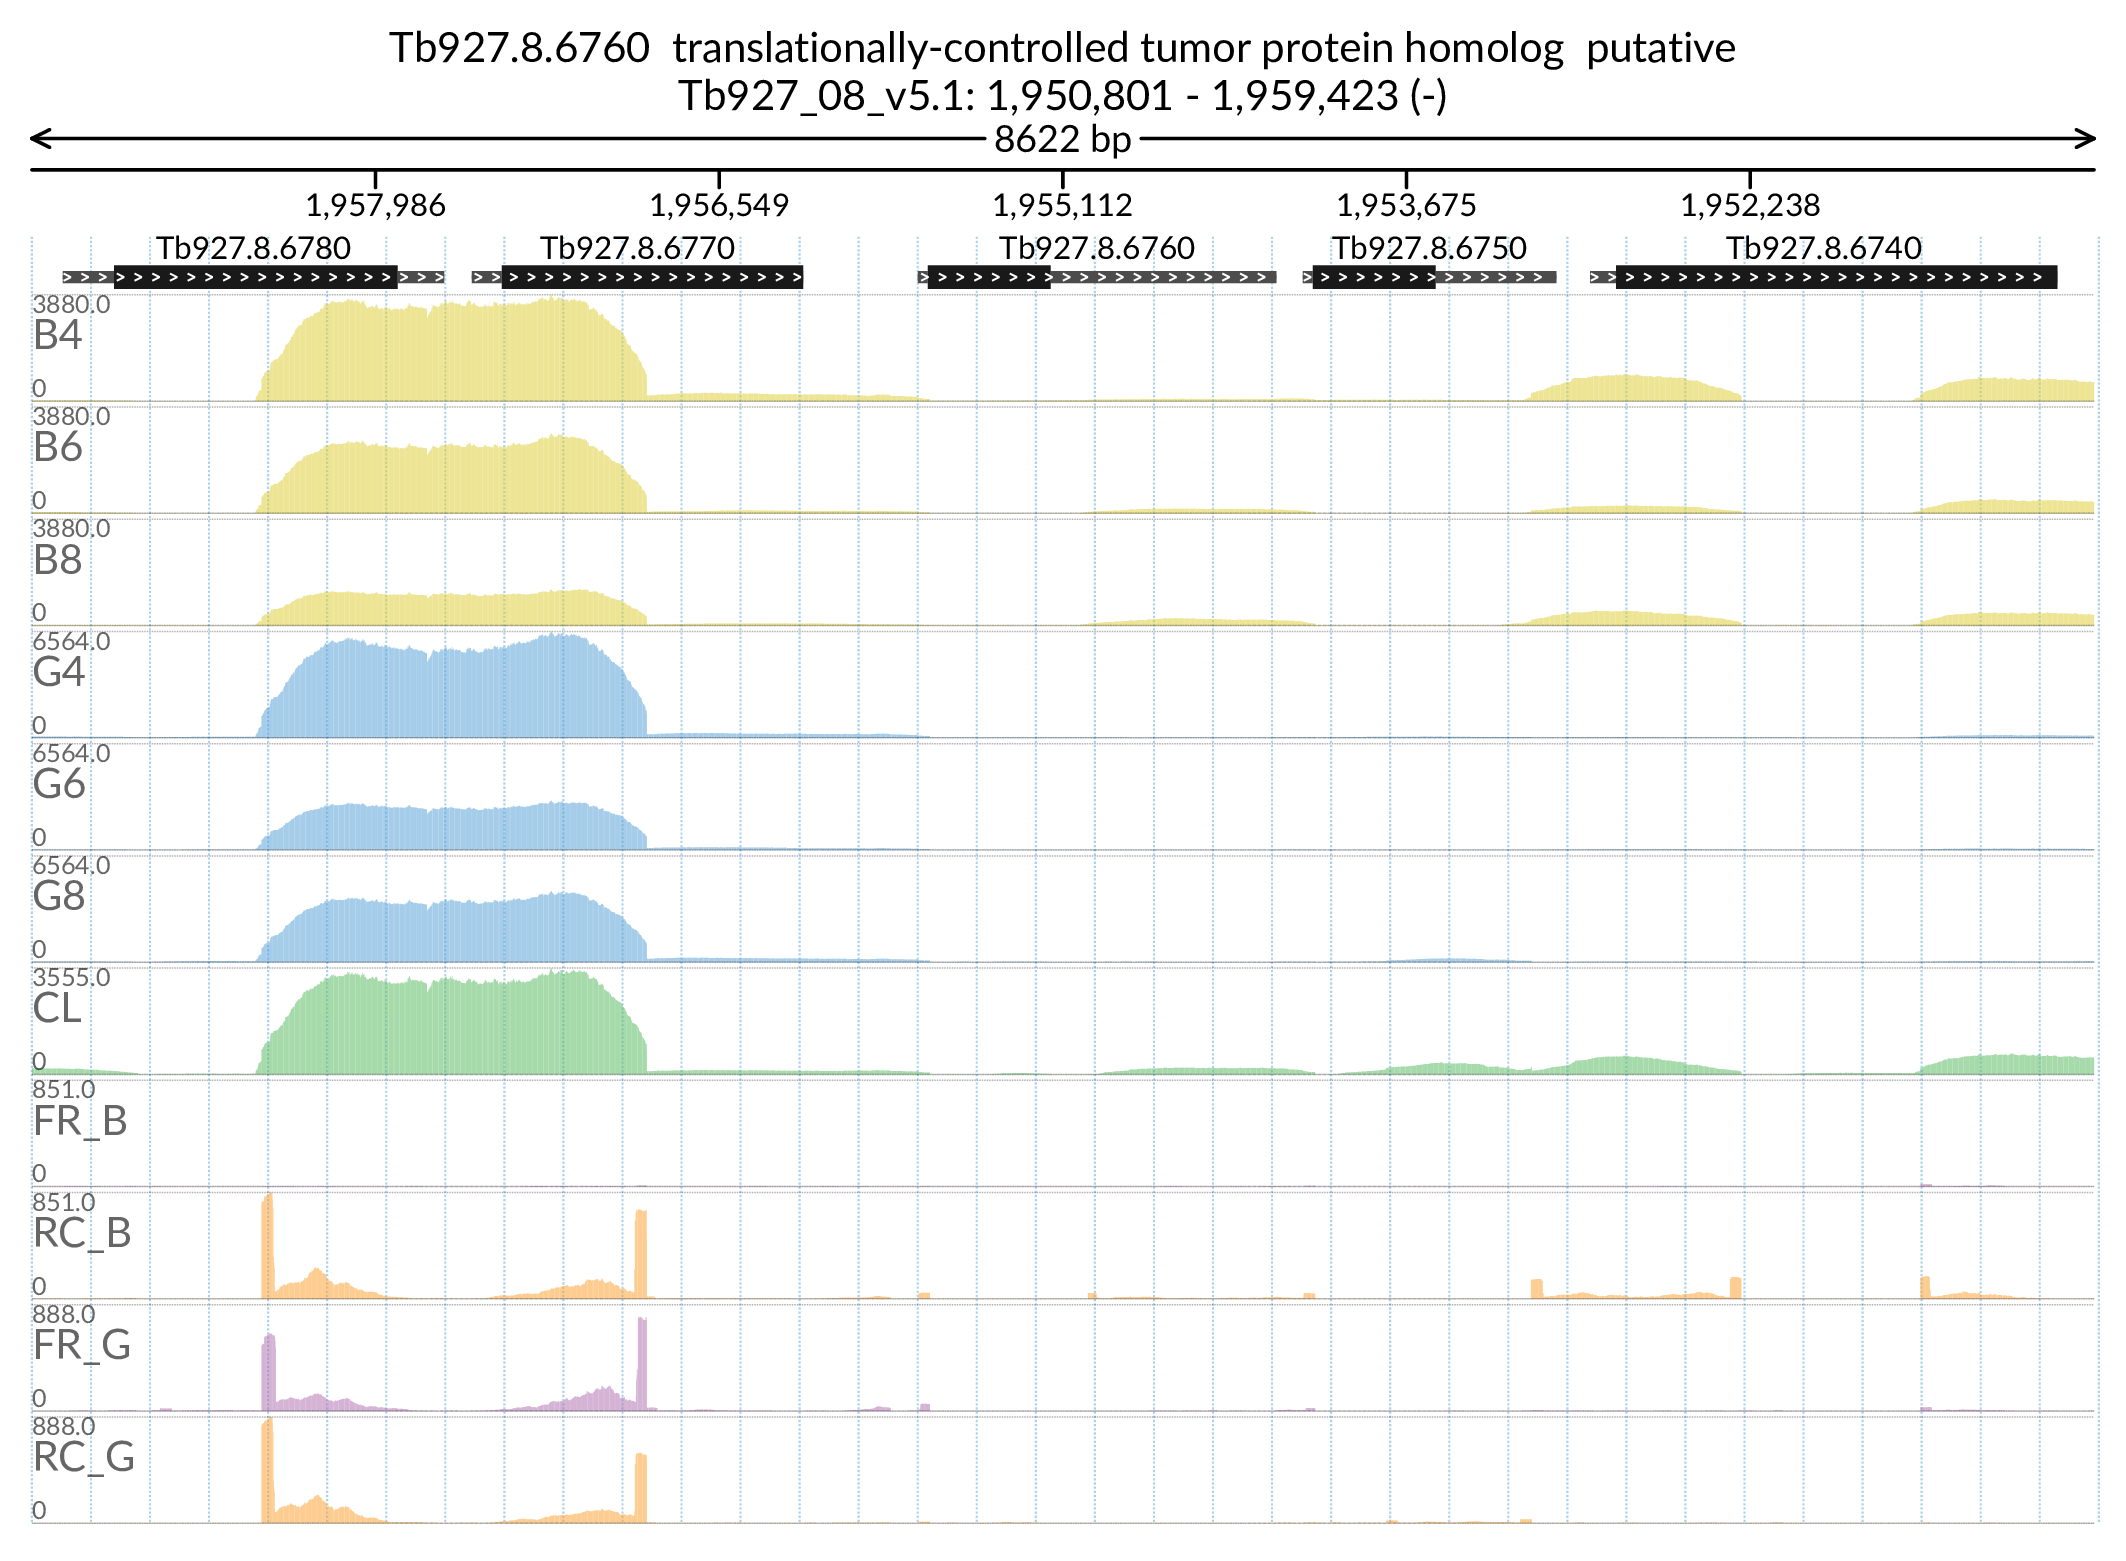 Tb927.8.6760  translationally-controlled tumor protein homolog  putative
Tb927_08_v5.1: 1,950,801 - 1,959,423 (-)
8622 bp
1,957,986 1,956,549 1,955,112 1,953,675 1,952,238
Tb927.8.6780 Tb927.8.6770 Tb927.8.6760 Tb927.8.6750 Tb927.8.6740
3880.0
B4
0
3880.0
B6
0
3880.0
B8
0
6564.0
G4
0
6564.0
G6
0
6564.0
G8
0
3555.0
CL
0
851.0
FR_B
0
851.0
RC_B
0
888.0
FR_G
0
888.0
RC_G
0